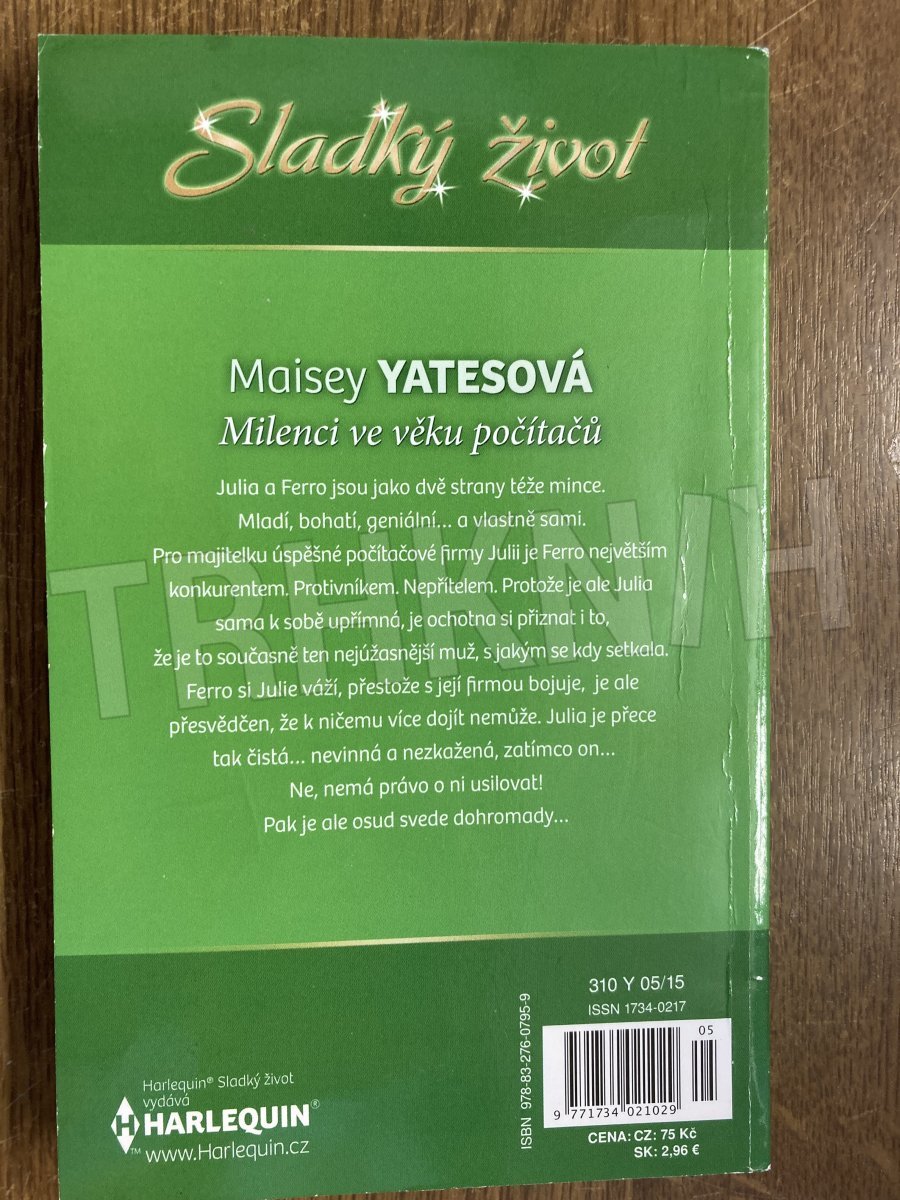 Sladký život
Maisey YATESOVÁ
Milenci ve věku počítačů
Julia a Ferro jsou jako dvě strany téže mince.
Mladí, bohatí, geniální... a vlastně sami.
Pro majitelku úspěšné počítačové firmy Julii je Ferro největším
konkurentem. Protivníkem. Nepřítelem. Protože je ale Julia
sama k sobě upřímná, je ochotna si přiznat i to,
že je to současně ten nejúžasnější muž, s jakým se kdy setkala.
Ferro si Julie váží, přestože s její firmou bojuje, je ale
přesvědčen, že k ničemu více dojít nemůže. Julia je přece
tak čistá... nevinná a nezkažená, zatímco on...
Ne, nemá právo o ni usilovat!
Pak je ale osud svede dohromady...
TRHKNIH
310 Y 05/15
ISSN 1734-0217
05
ISBN 978-83-276-0795-9
9 771734 021029
CENA: CZ: 75 Kč
SK: 2,96 €
Harlequin® Sladký život
vydává
H HARLEQUIN®
™ www.Harlequin.cz